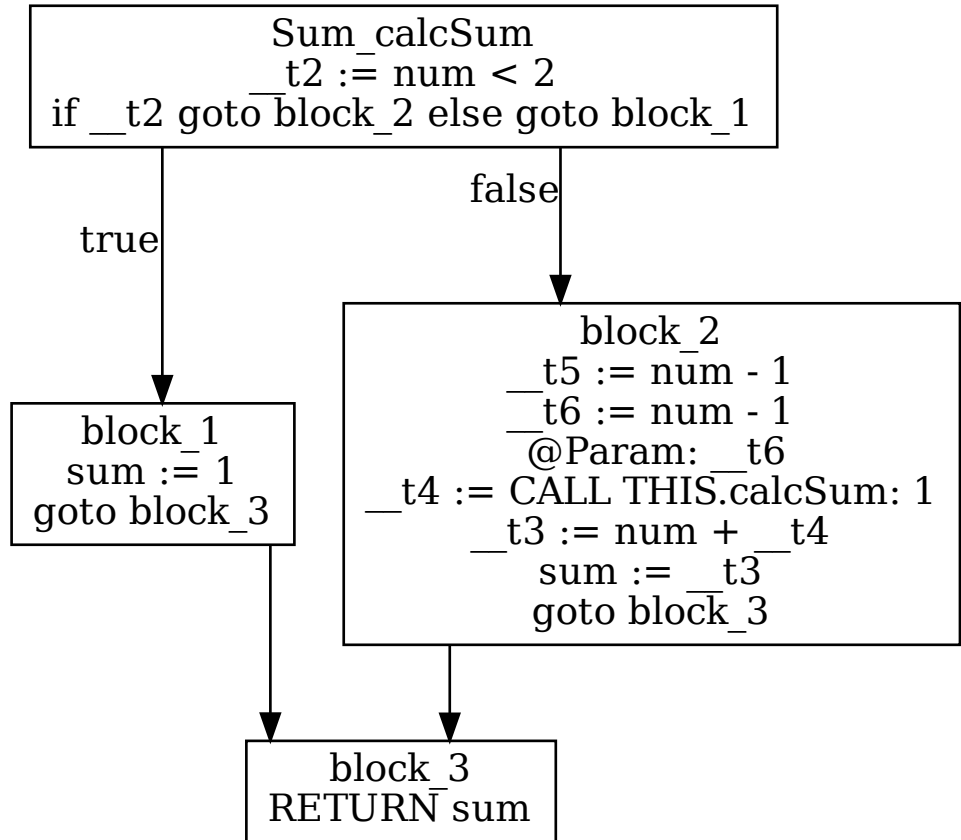 Sum_calcSum
__t2 := num < 2
if __t2 goto block_2 else goto block_1
true
false
block_1
sum := 1
goto block_3
block_2
__t5 := num - 1
__t6 := num - 1
@Param: __t6
__t4 := CALL THIS.calcSum: 1
__t3 := num + __t4
sum := __t3
goto block_3
block_3
RETURN sum